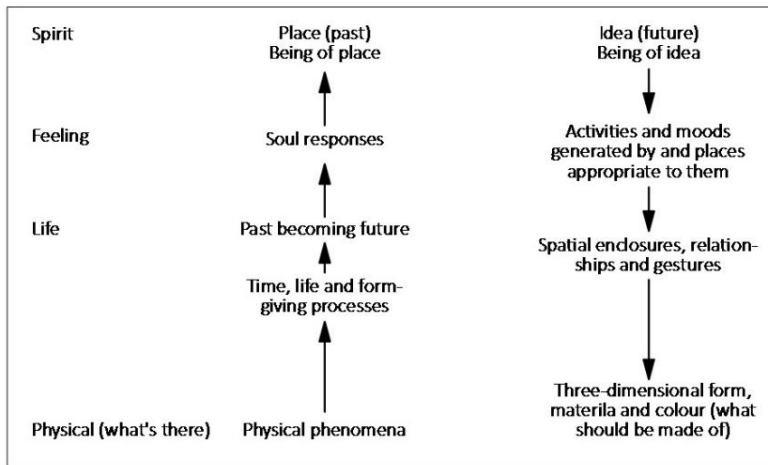 Spirit
Place (past)
Being of place
Idea (future)
Being of idea
Feeling
Soul responses
Activities and moods
generated by and places
appropriate to them
Life
Past becoming future
Spatial enclosures, relation-
ships and gestures
Time, life and form-
giving processes
Physical (what's there)
Physical phenomena
Three-dimensional form,
materila and colour (what
should be made of)